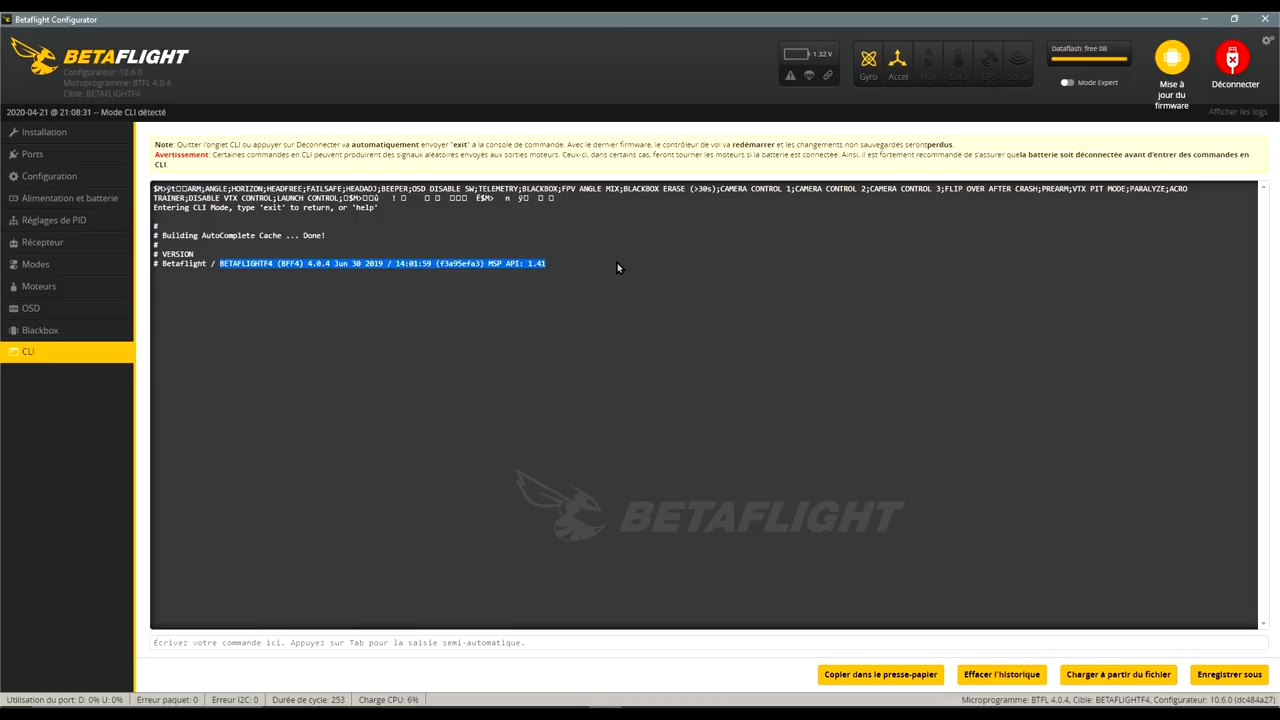 Betaflight Configurator
BETAFLIGHT
Configurateur: 10.6.0
Microprogramme: BTFL 4.0.4
Cible: BETAFLIGHTF4
1.32 V
Gyro
Accel
Mag
Baro
GPS
Sonar
Dataflash: free 0B
Mode Expert
Mise à
jour du
firmware
Déconnecter
2020-04-21 @ 21:08:31 -- Mode CLI détecté
Afficher les logs
Installation
Ports
Configuration
Alimentation et batterie
Réglages de PID
Récepteur
Modes
Moteurs
OSD
Blackbox
CLI
Note: Quitter l'onglet CLI ou appuyer sur Déconnecter va automatiquement envoyer "exit" a la console de commande. Avec le dernier firmware, le contrôleur de vol va redémarrer et les changements non sauvegardés serontperdus.
Avertissement: Certaines commandes en CLI peuvent produirent des signaux aléatoires envoyés aux sorties moteurs. Ceux-ci, dans certains cas, feront tourner les moteurs si la batterie est connectée. Ainsi, il est fortement recommandé de s'assurer quela batterie soit déconnectée avant d'entrer des commandes en
CLI.
ARM;ANGLE;HORIZON;HEADFREE;FAILSAFE;HEADADJ;BEEPER;OSD DISABLE SW;TELEMETRY;BLACKBOX;FPV ANGLE MIX;BLACKBOX ERASE (>30s);CAMERA CONTROL 1;CAMERA CONTROL 2;CAMERA CONTROL 3;FLIP OVER AFTER CRASH;PREARM;VTX PIT MODE;PARALYZE;ACRO
TRAINER;DISABLE VTX CONTROL;LAUNCH CONTROL;
Entering CLI Mode, type 'exit' to return, or 'help'
#
# Building AutoComplete Cache ... Done!
#
# VERSION
# Betaflight / BETAFLIGHTF4 (BFF4) 4.0.4 Jun 30 2019 / 14:01:59 (f3a95efa3) MSP API: 1.41
BETAFLIGHT
Écrivez votre commande ici. Appuyez sur Tab pour la saisie semi-automatique.
Copier dans le presse-papier
Effacer l'historique
Charger à partir du fichier
Enregistrer sous
Utilisation du port: D: 0% U: 0%
Erreur paquet: 0
Erreur I2C: 0
Durée de cycle: 253
Charge CPU: 6%
Microprogramme: BTFL 4.0.4, Cible: BETAFLIGHTF4, Configurateur: 10.6.0 (dc484a27)